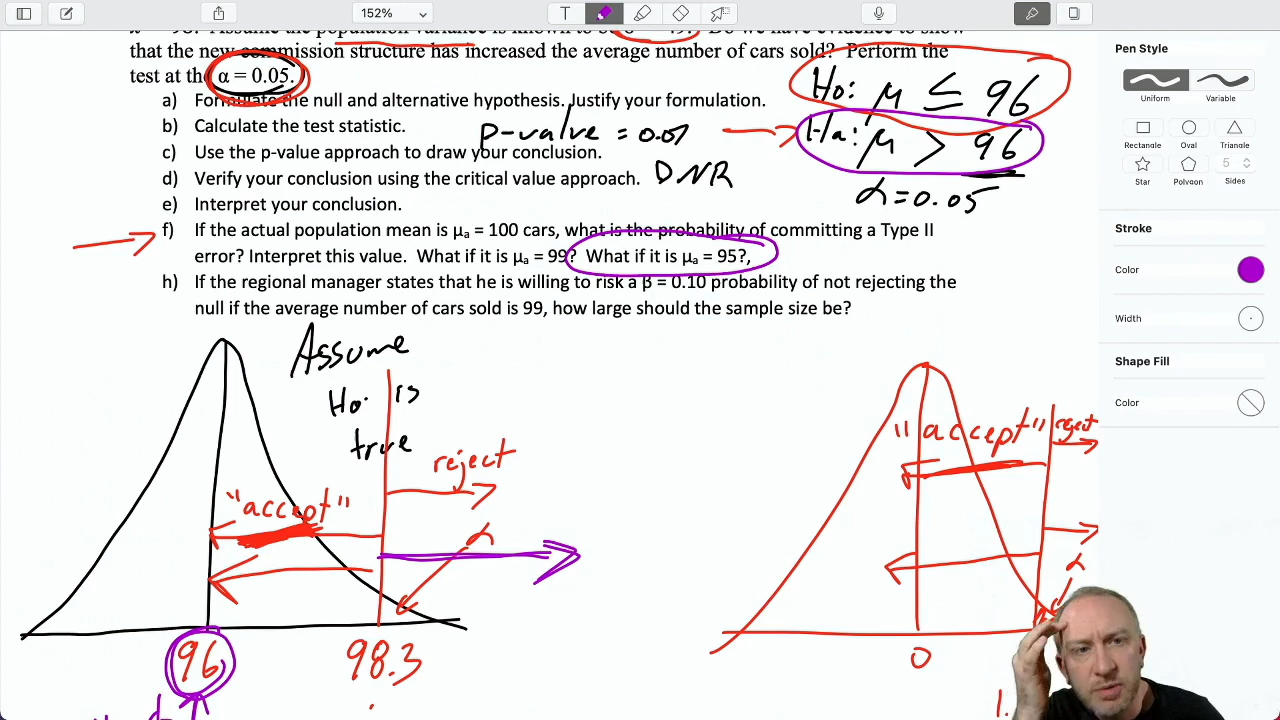 152%
T
that the new commission structure has increased the average number of cars sold? Perform the
test at the α = 0.05.
a) Formulate the null and alternative hypothesis. Justify your formulation.
b) Calculate the test statistic.
c) Use the p-value approach to draw your conclusion.
d) Verify your conclusion using the critical value approach.
e) Interpret your conclusion.
f) If the actual population mean is μa = 100 cars, what is the probability of committing a Type II
error? Interpret this value. What if it is μa = 99? What if it is μa = 95?,
h) If the regional manager states that he is willing to risk a β = 0.10 probability of not rejecting the
null if the average number of cars sold is 99, how large should the sample size be?
Ho: μ ≤ 96
Ha: μ > 96
α = 0.05
p-value = 0.07
DNR
Assume
Ho is
true
reject
"accept"
α
96
98.3
"accept"
reject
α
0
1.
Pen Style
Uniform
Variable
Rectangle
Oval
Triangle
Star
Polygon
5
Sides
Stroke
Color
Width
Shape Fill
Color